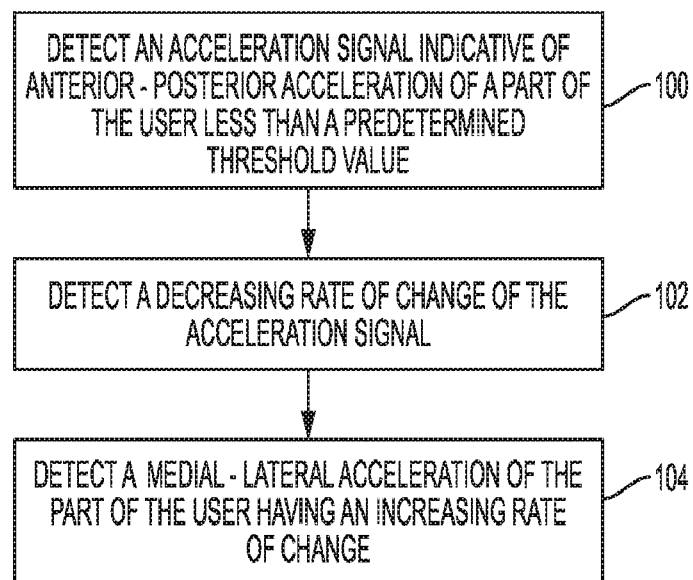 DETECT AN ACCELERATION SIGNAL INDICATIVE OF
ANTERIOR - POSTERIOR ACCELERATION OF A PART OF
THE USER LESS THAN A PREDETERMINED
THRESHOLD VALUE
100
DETECT A DECREASING RATE OF CHANGE OF THE
ACCELERATION SIGNAL
102
DETECT A MEDIAL - LATERAL ACCELERATION OF THE
PART OF THE USER HAVING AN INCREASING RATE
OF CHANGE
104